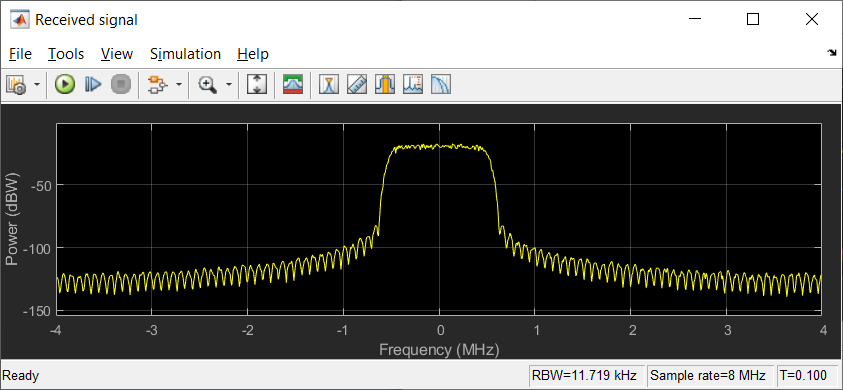 Received signal
File Tools View Simulation Help
Power (dBW)
-50
-100
-150
-4 -3 -2 -1 0 1 2 3 4
Frequency (MHz)
Ready RBW=11.719 kHz Sample rate=8 MHz T=0.100